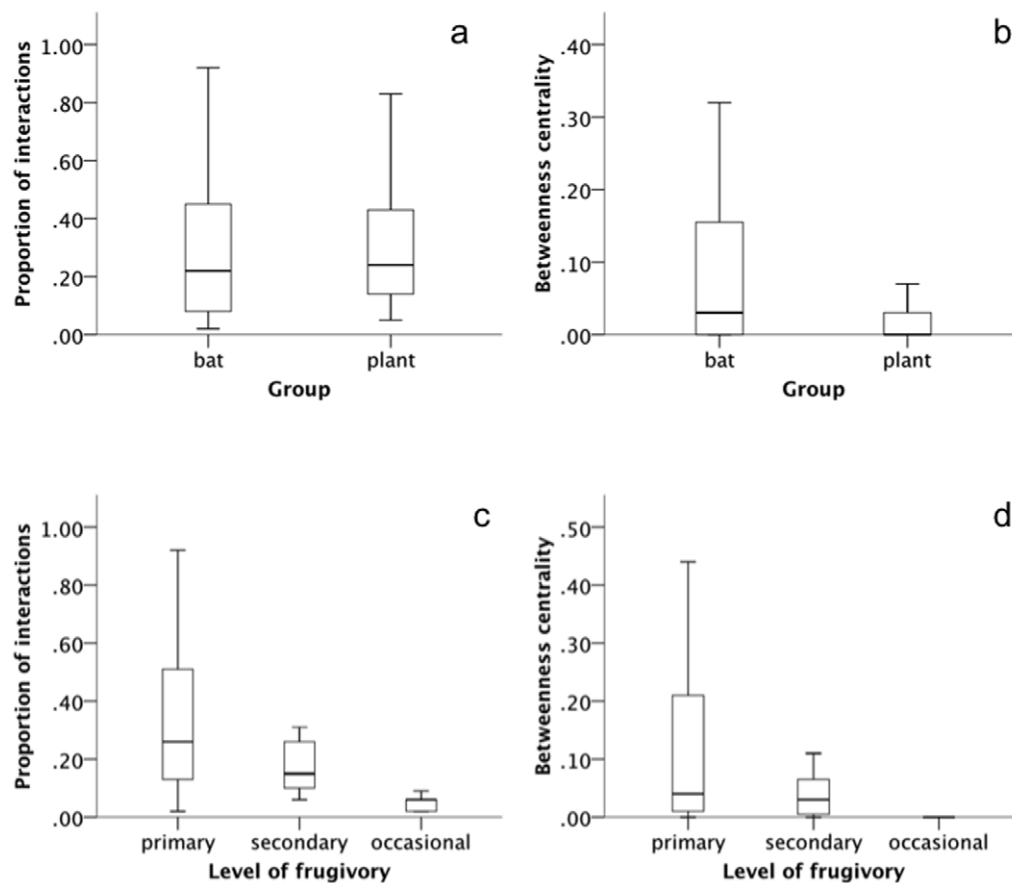 a
Proportion of interactions
1.00
.80
.60
.40
.20
.00
bat plant
Group
b
Betweenness centrality
.40
.30
.20
.10
.00
bat plant
Group
c
Proportion of interactions
1.00
.80
.60
.40
.20
.00
primary secondary occasional
Level of frugivory
d
Betweenness centrality
.50
.40
.30
.20
.10
.00
primary secondary occasional
Level of frugivory